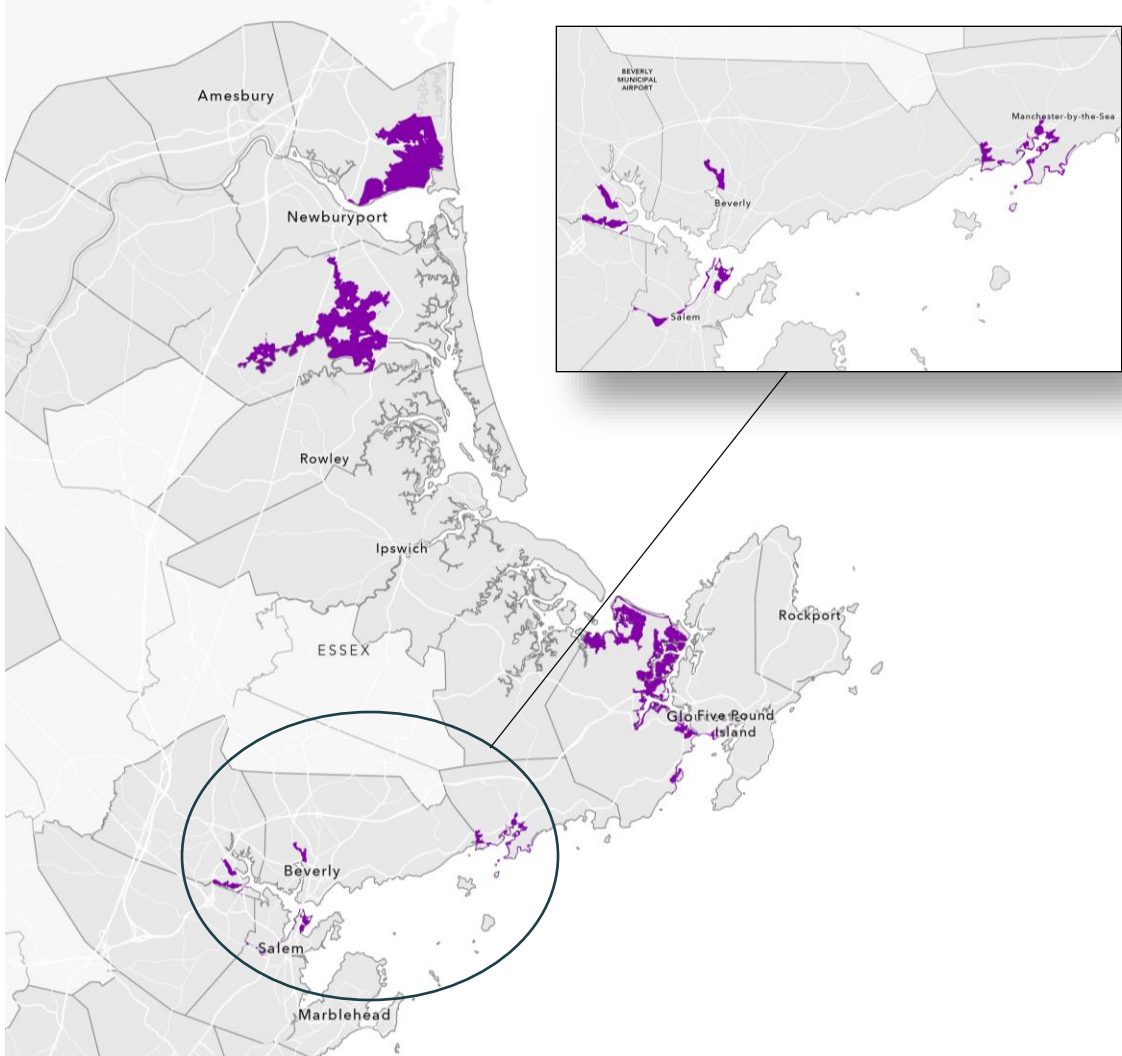 Amesbury
Newburyport
Rowley
Ipswich
ESSEX
Rockport
Five Pound
Island
Beverly
Salem
Marblehead
BEVERLY
MUNICIPAL
AIRPORT
Manchester-by-the-Sea
Beverly
Salem